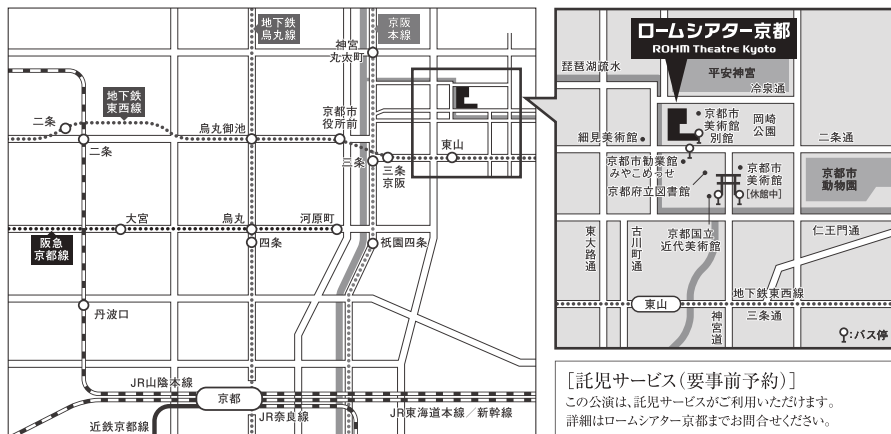 地下鉄
烏丸線
京阪
本線
神宮
丸太町
地下鉄
東西線
二条
二条
烏丸御池
京都市
役所前
三条
三条
京阪
東山
大宮
烏丸
河原町
阪急
京都線
四条
祇園四条
丹波口
JR山陰本線
京都
近鉄京都線
JR奈良線
JR東海道本線／新幹線
ロームシアター京都
ROHM Theatre Kyoto
琵琶湖疏水
平安神宮
冷泉通
京都市
美術館
別館
岡崎
公園
細見美術館
二条通
京都市勧業館
みやこめっせ
京都府立図書館
京都市
美術館
[休館中]
京都市
動物園
京都国立
近代美術館
東大路通
古川町通
仁王門通
地下鉄東西線
東山
神宮道
三条通
:バス停
[託児サービス(要事前予約)]
この公演は、託児サービスがご利用いただけます。
詳細はロームシアター京都までお問合せください。